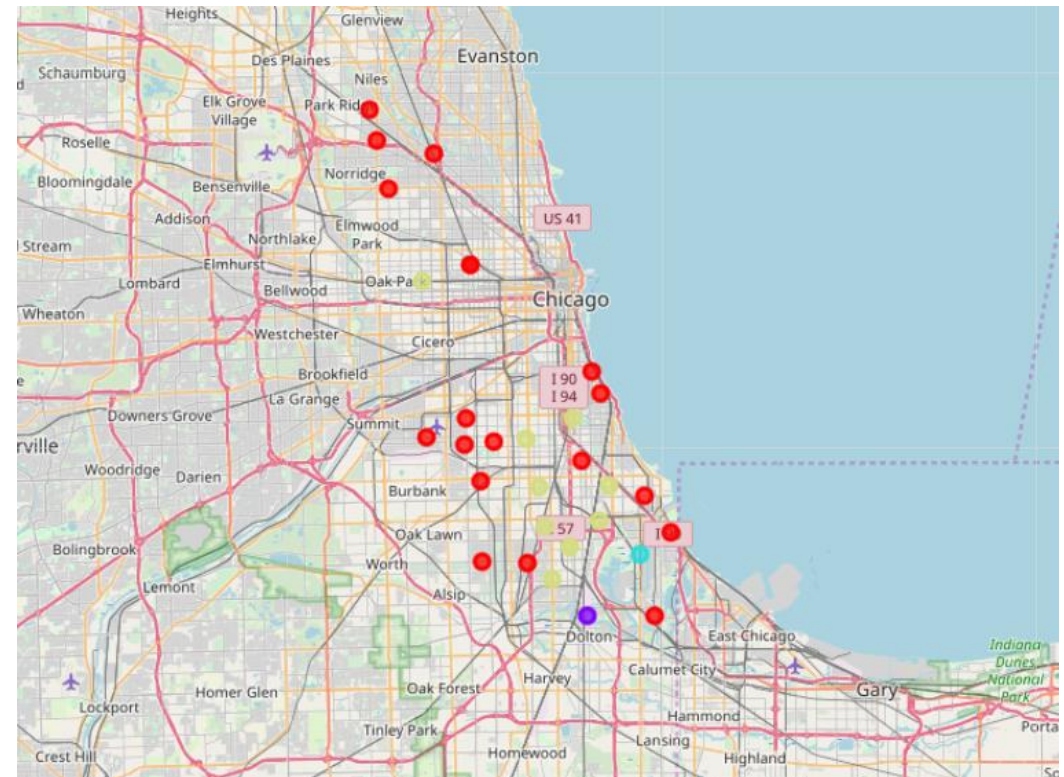 Heights
Glenview
Evanston
Des Plaines
Schaumburg
Niles
Elk Grove
Village
Park Rid
Roselle
Norridge
Bloomingdale
Bensenville
Addison
US 41
Elmwood
Park
Northlake
Stream
Elmhurst
Oak Park
Lombard
Bellwood
Chicago
Wheaton
Westchester
Cicero
Brookfield
I 90
I 94
La Grange
Downers Grove
Summit
rville
Woodridge
Darien
Burbank
57
I
Oak Lawn
Bolingbrook
Worth
Lemont
Alsip
Dolton
East Chicago
Indiana
Dunes
National
Park
Calumet City
Harvey
Homer Glen
Oak Forest
Gary
Lockport
Hammond
Porta
Tinley Park
Lansing
Homewood
Highland
Crest Hill